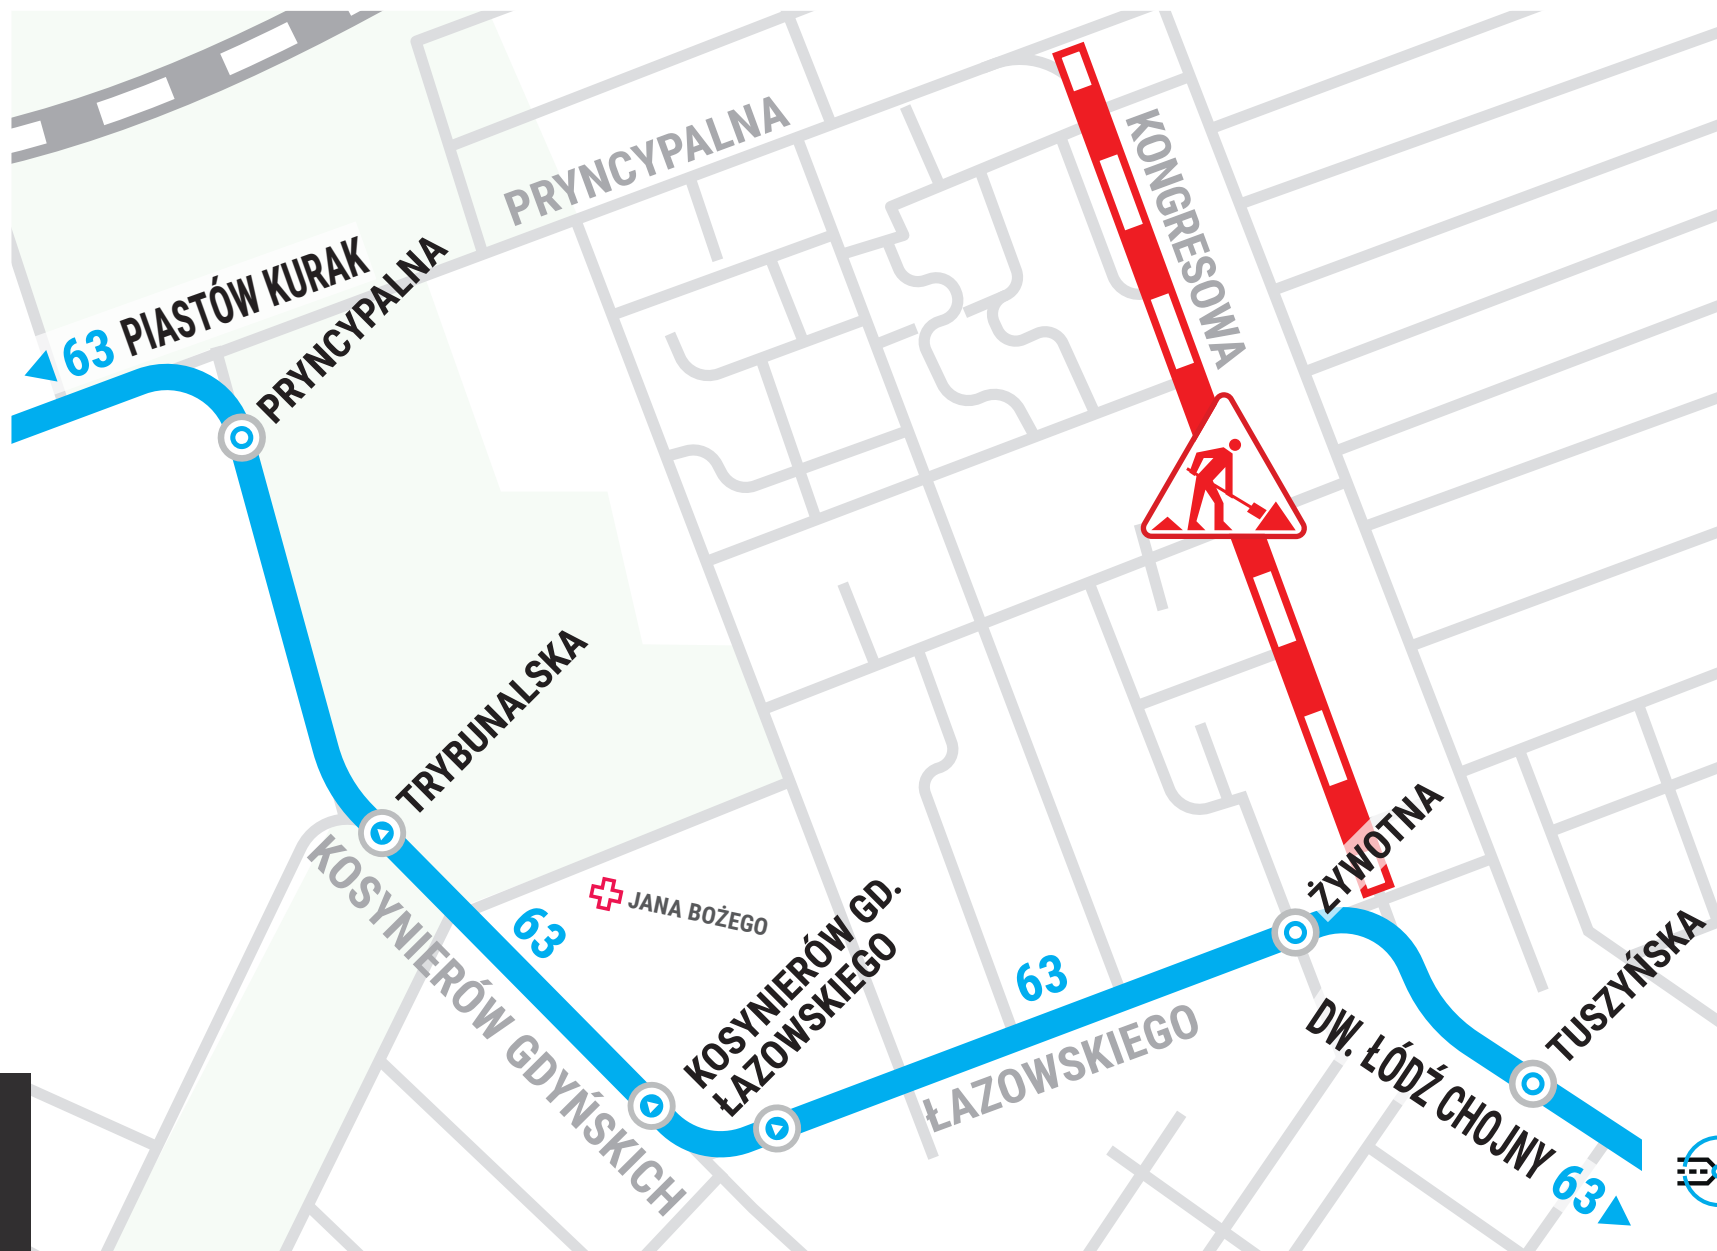 PRYNCYPALNA
KONGRESOWA
63 PIASTÓW KURAK
PRYNCYPALNA
TRYBUNALSKA
KOSYNIERÓW GDYŃSKICH
63
JANA BOŻEGO
KOSYNIERÓW GD.
ŁAZOWSKIEGO
63
ŁAZOWSKIEGO
ŻYWOTNA
TUSZYŃSKA
DW. ŁÓDŹ CHOJNY 63